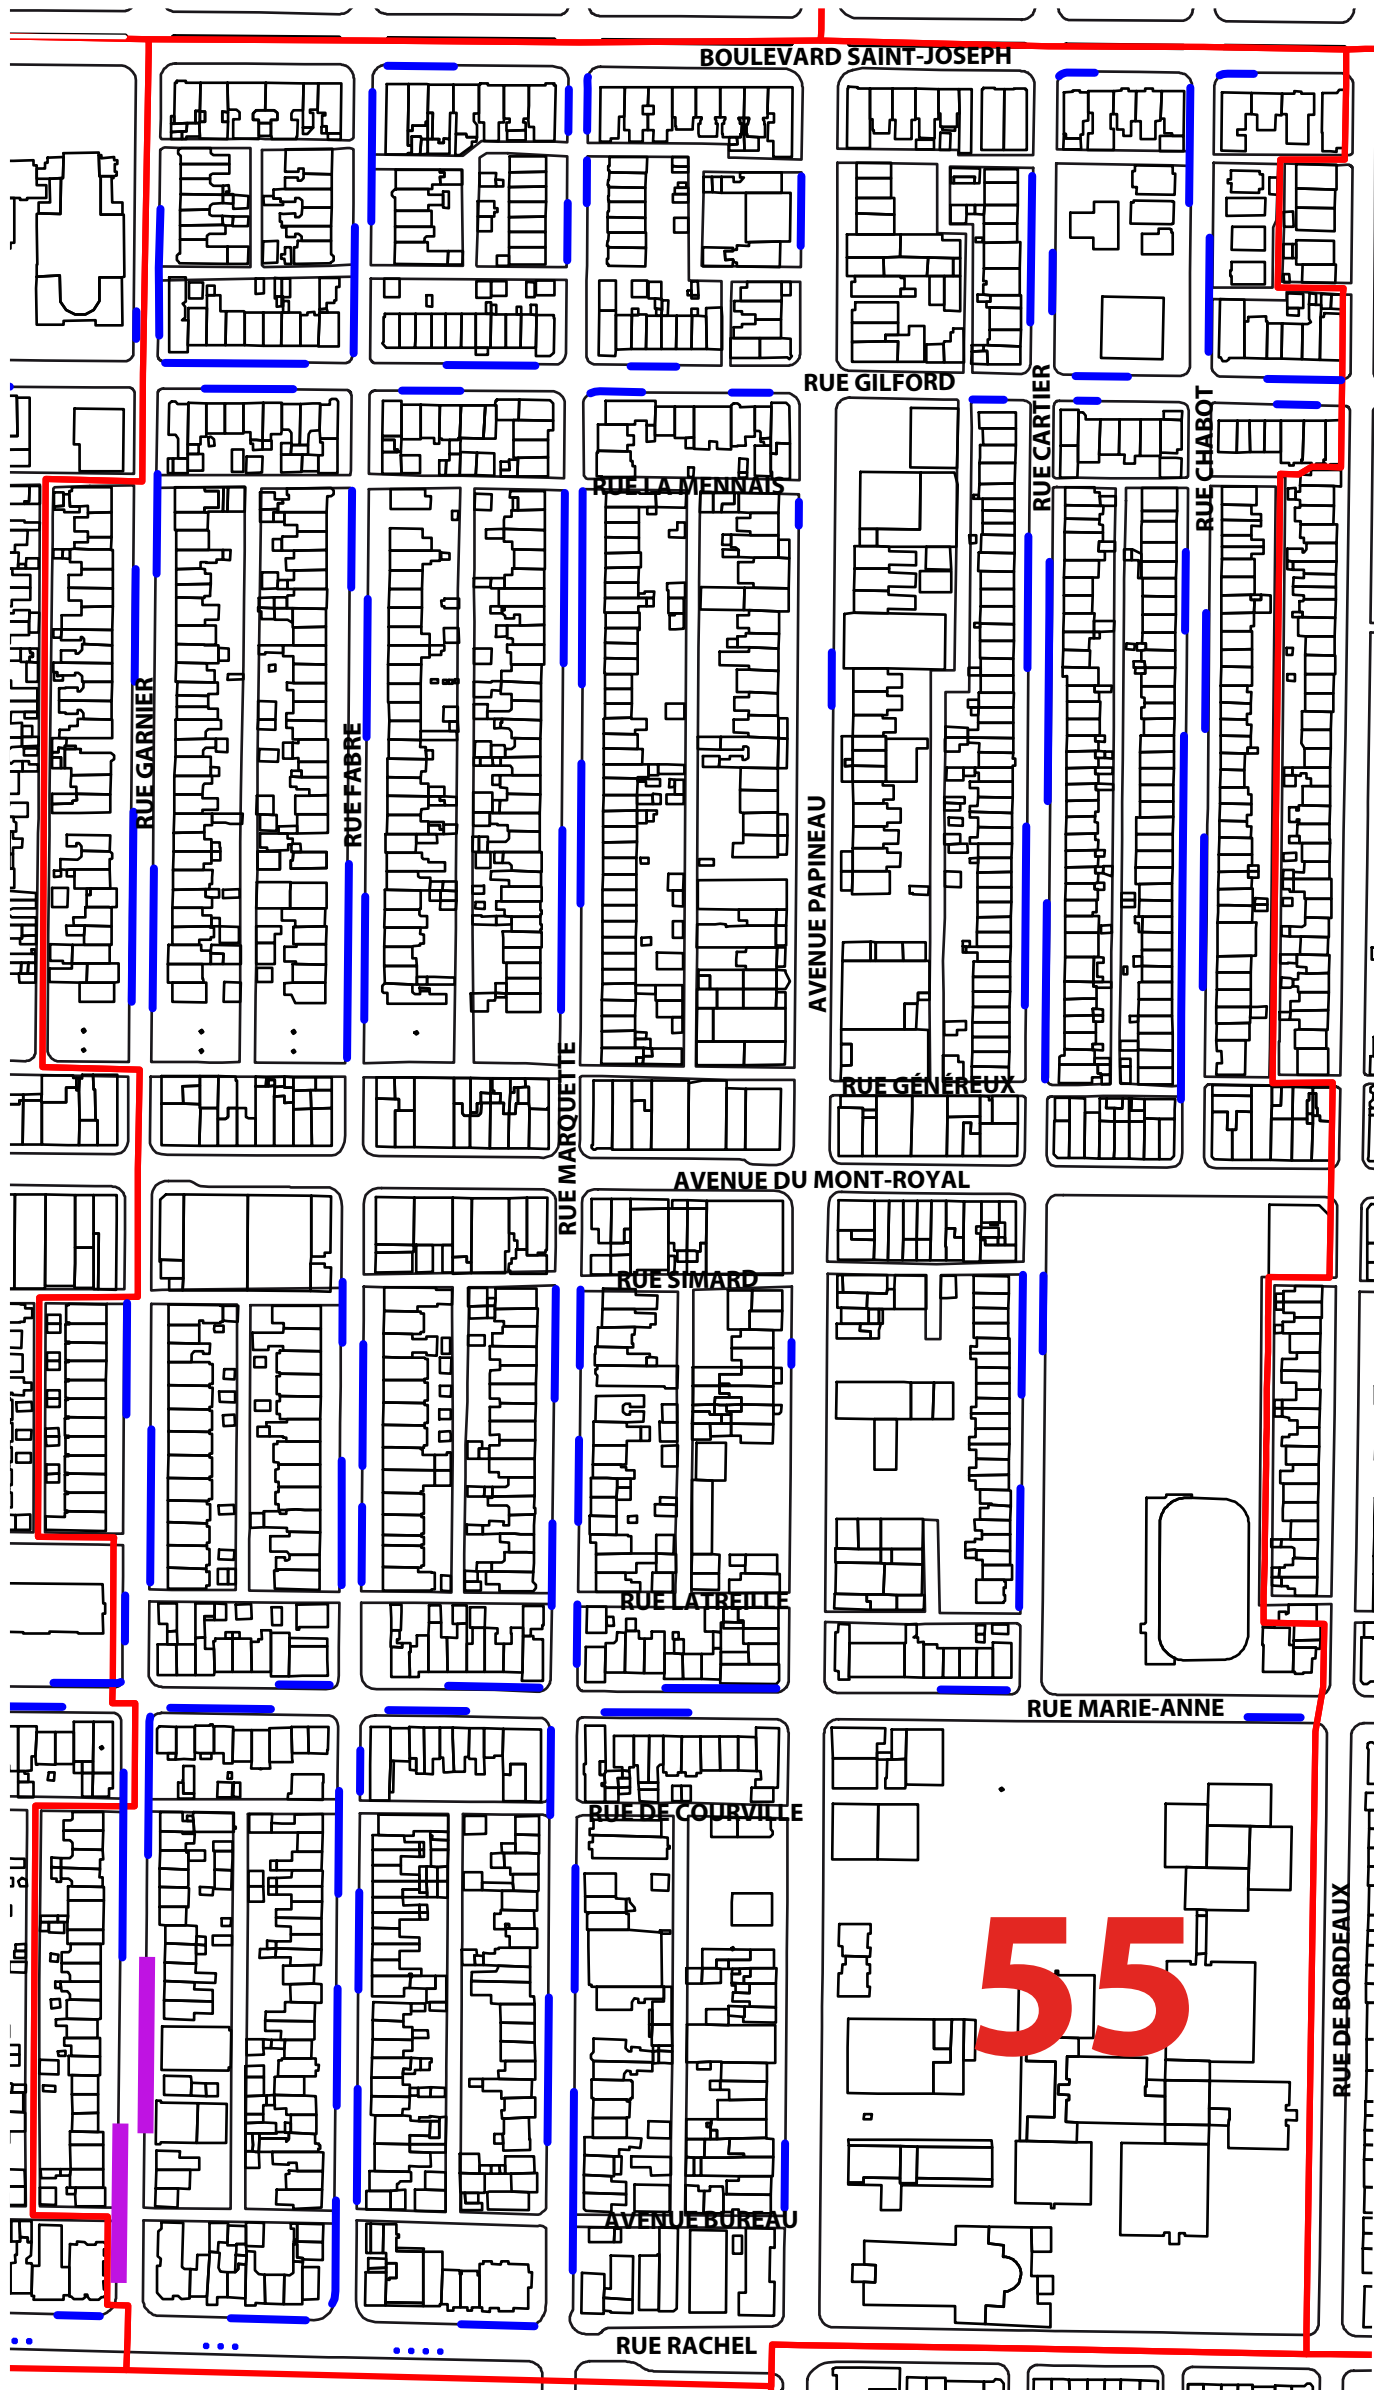 BOULEVARD SAINT-JOSEPH
RUE GILFORD
RUE CARTIER
RUE CHABOT
RUE LA MENNAIS
RUE GARNIER
RUE FABRE
AVENUE PAPINEAU
RUE MARQUETTE
RUE GÉNÉREUX
AVENUE DU MONT-ROYAL
RUE SIMARD
RUE LATREILLE
RUE MARIE-ANNE
RUE DE COURVILLE
55
RUE DE BORDEAUX
AVENUE BUREAU
RUE RACHEL